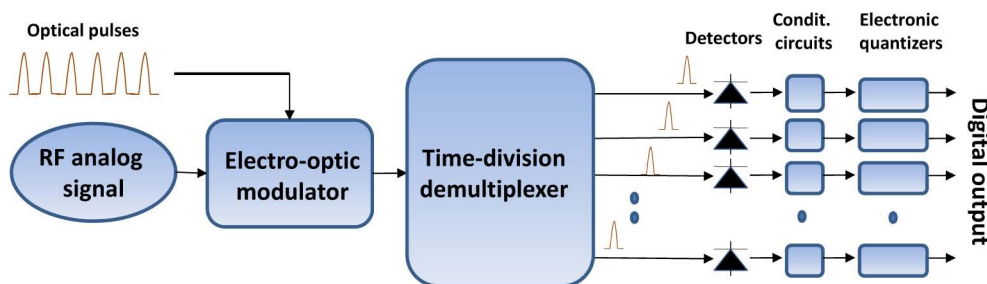 Optical pulses
RF analog
signal
Electro-optic
modulator
Time-division
demultiplexer
Detectors
Condit.
circuits
Electronic
quantizers
Digital output